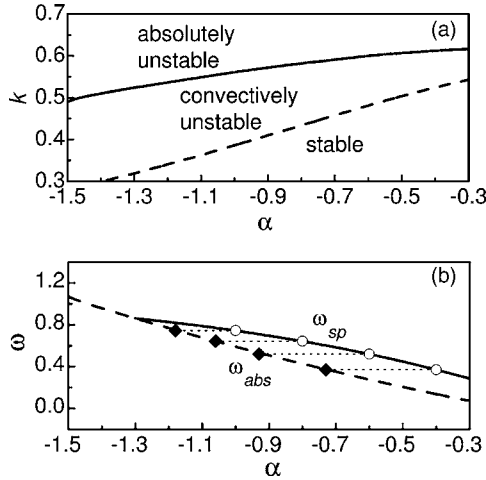 (a)
absolutely
unstable
convectively
unstable
stable
k
0.7
0.6
0.5
0.4
0.3
-1.5 -1.3 -1.1 -0.9 -0.7 -0.5 -0.3
α
(b)
ω_sp
ω_abs
ω
1.2
0.8
0.4
0.0
-1.5 -1.3 -1.1 -0.9 -0.7 -0.5 -0.3
α